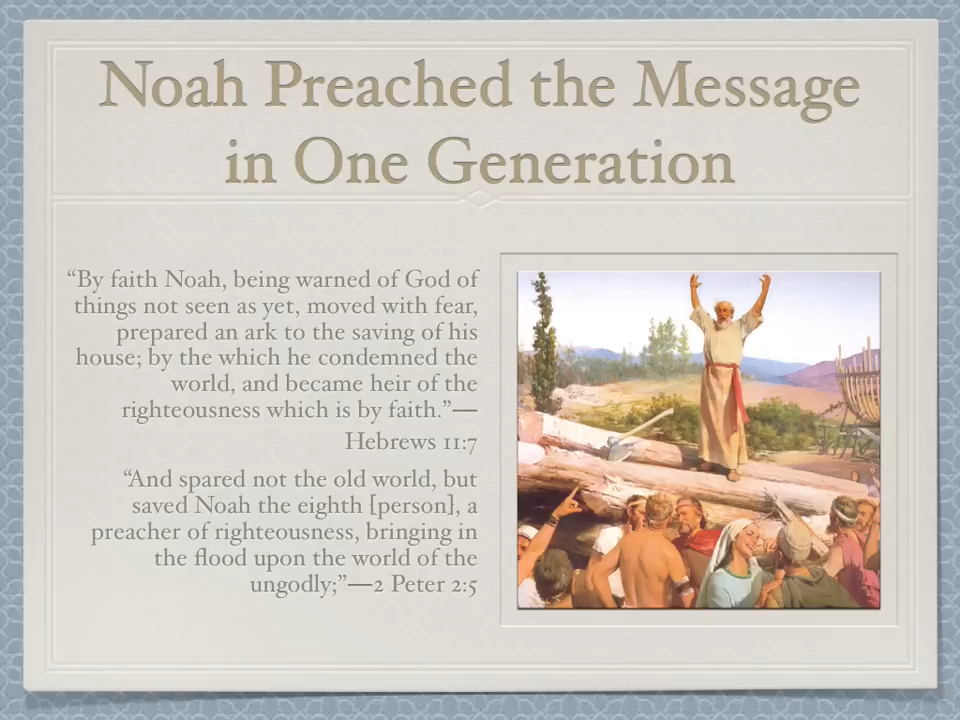 Noah Preached the Message
in One Generation
“By faith Noah, being warned of God of
things not seen as yet, moved with fear,
prepared an ark to the saving of his
house; by the which he condemned the
world, and became heir of the
righteousness which is by faith.”—
Hebrews 11:7
“And spared not the old world, but
saved Noah the eighth [person], a
preacher of righteousness, bringing in
the flood upon the world of the
ungodly;”—2 Peter 2:5